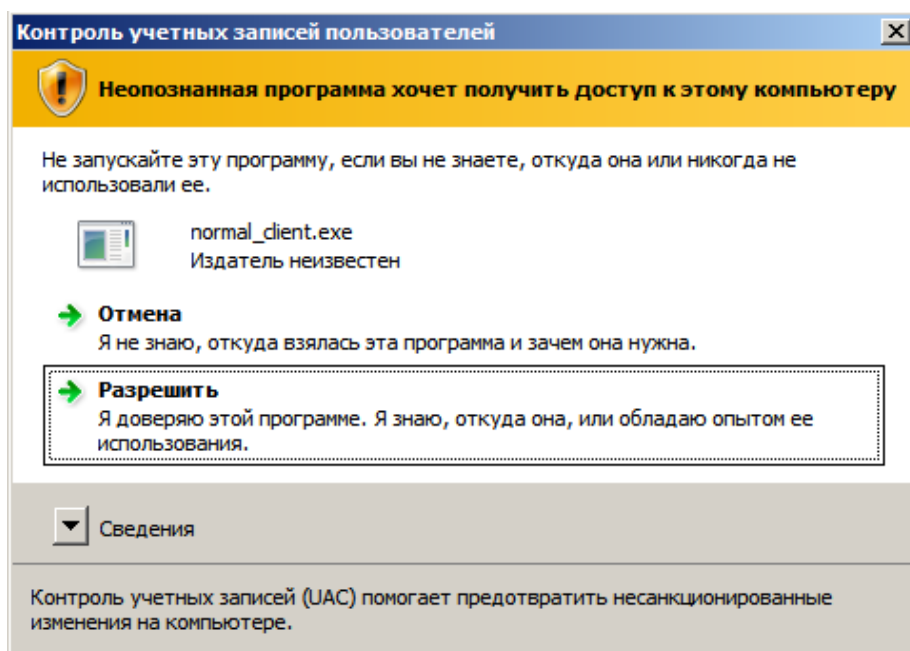 Контроль учетных записей пользователей
Неопознанная программа хочет получить доступ к этому компьютеру
Не запускайте эту программу, если вы не знаете, откуда она или никогда не
использовали ее.
normal_client.exe
Издатель неизвестен
Отмена
Я не знаю, откуда взялась эта программа и зачем она нужна.
Разрешить
Я доверяю этой программе. Я знаю, откуда она, или обладаю опытом ее
использования.
Сведения
Контроль учетных записей (UAC) помогает предотвратить несанкционированные
изменения на компьютере.